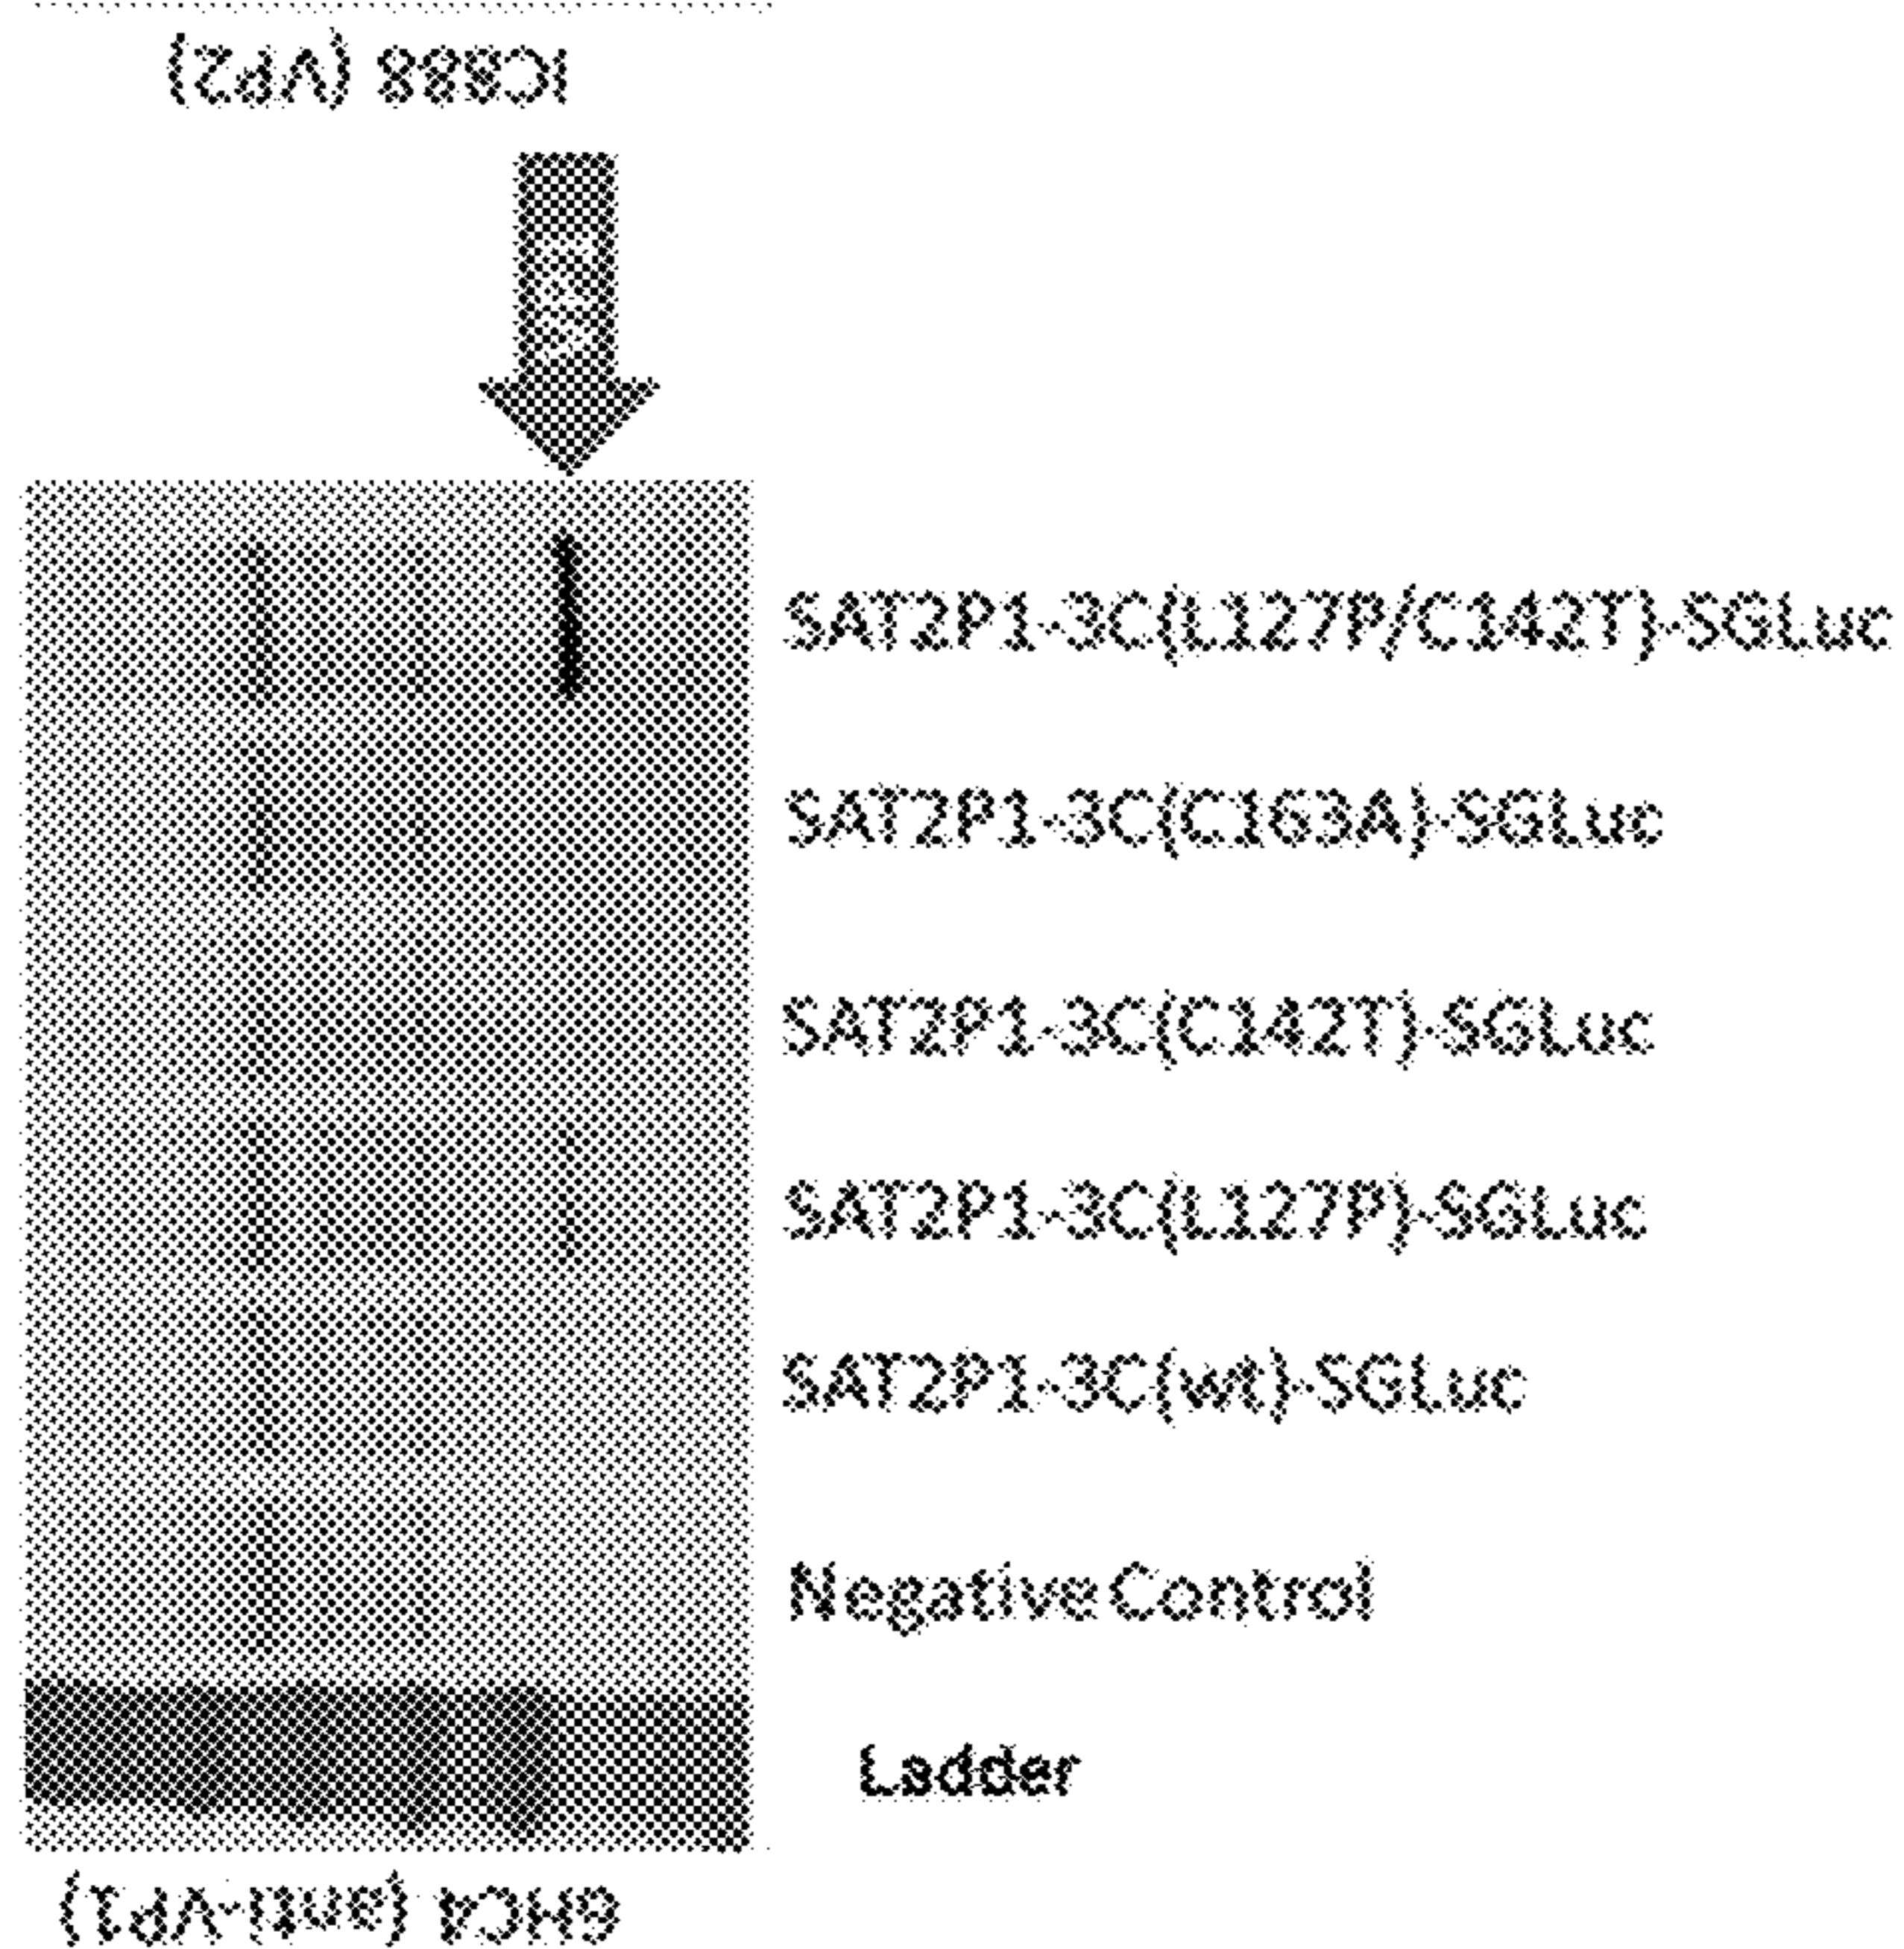 IC888 (VP2)
SAT2P1-3C(L127P/C142T)-SGLuc
SAT2P1-3C(C163A)-SGLuc
SAT2P1-3C(C142T)-SGLuc
SAT2P1-3C(L127P)-SGLuc
SAT2P1-3C(wt)-SGLuc
Negative Control
Ladder
6HC4 (anti-VP1)